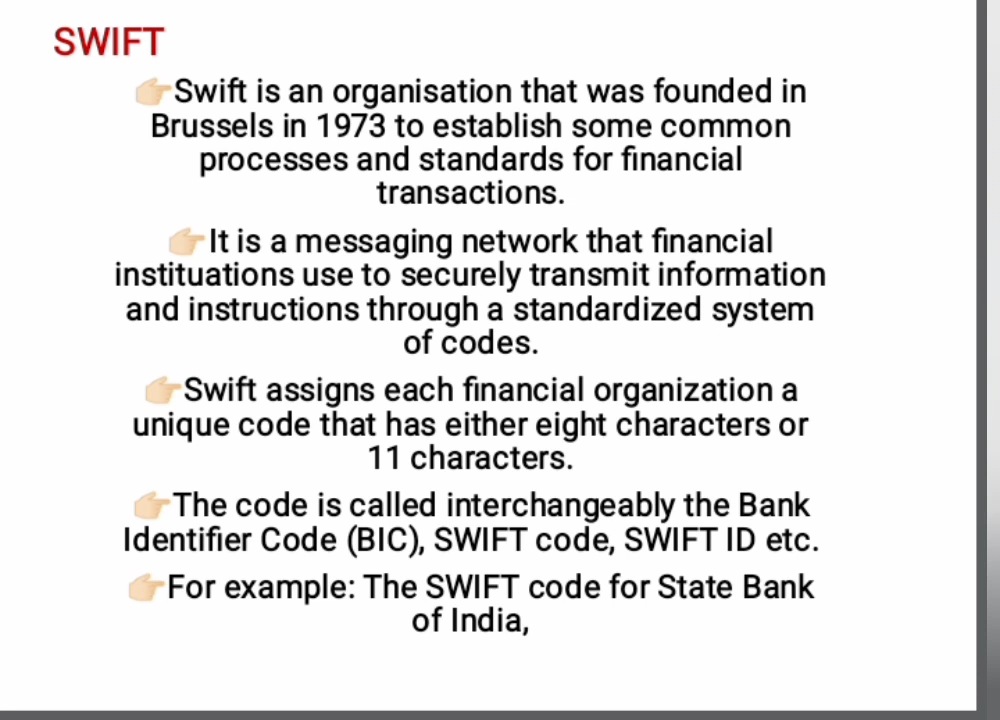 SWIFT
👉🏻Swift is an organisation that was founded in
Brussels in 1973 to establish some common
processes and standards for financial
transactions.
👉🏻It is a messaging network that financial
instituations use to securely transmit information
and instructions through a standardized system
of codes.
👉🏻Swift assigns each financial organization a
unique code that has either eight characters or
11 characters.
👉🏻The code is called interchangeably the Bank
Identifier Code (BIC), SWIFT code, SWIFT ID etc.
👉🏻For example: The SWIFT code for State Bank
of India,